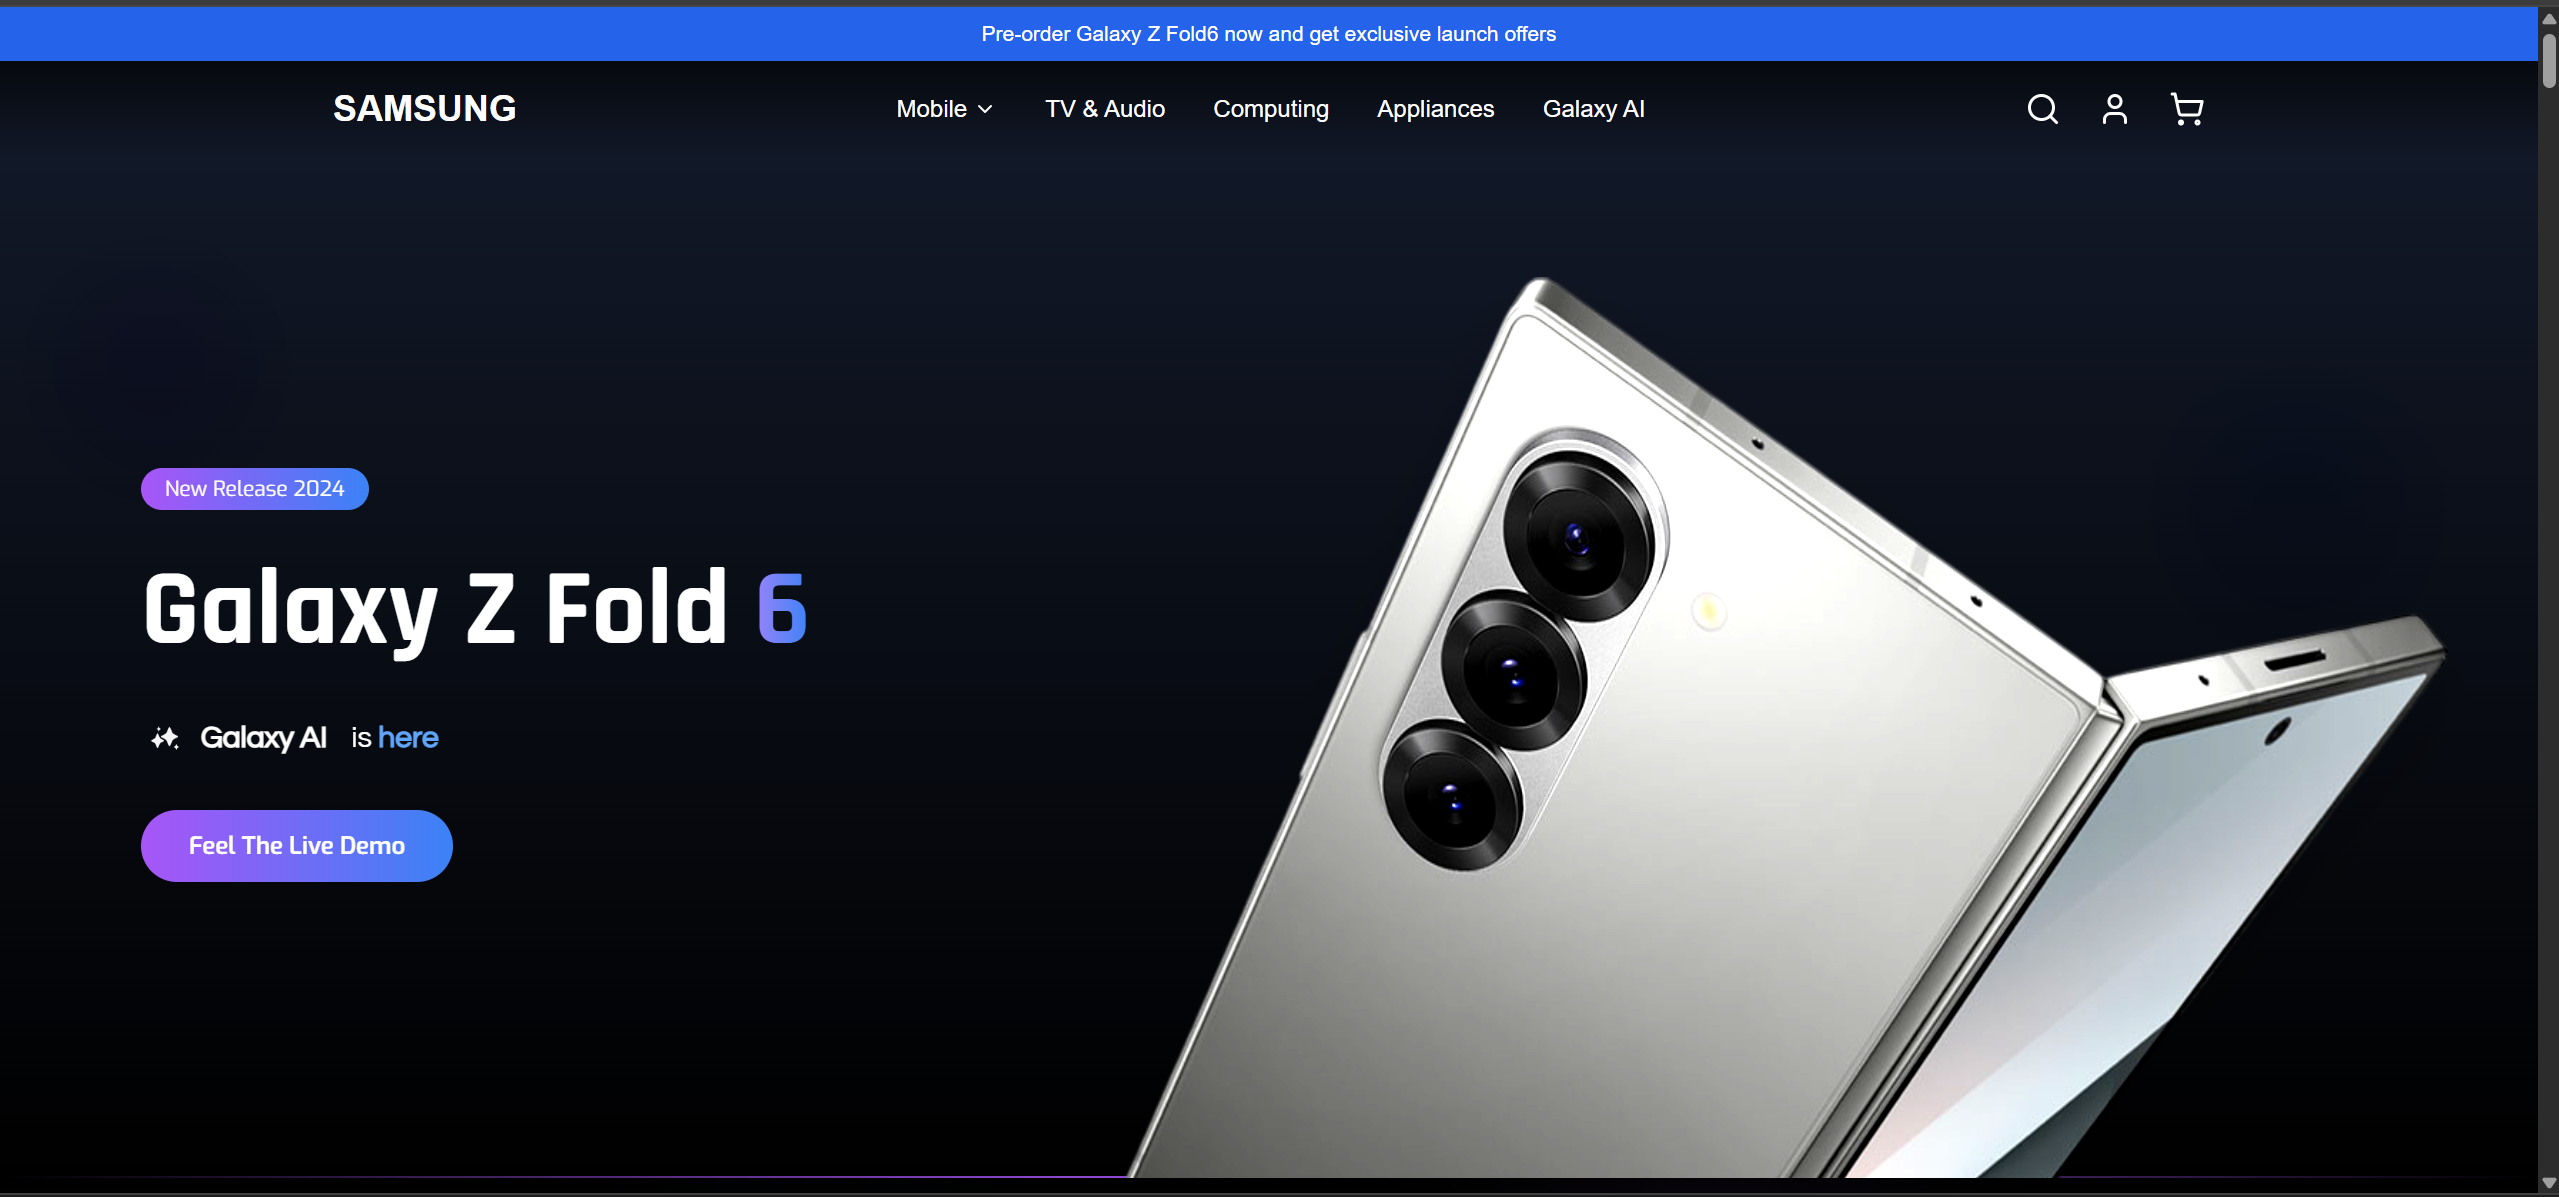 Pre-order Galaxy Z Fold6 now and get exclusive launch offers
SAMSUNG
Mobile
TV & Audio
Computing
Appliances
Galaxy AI
New Release 2024
Galaxy Z Fold 6
Galaxy AI is here
Feel The Live Demo